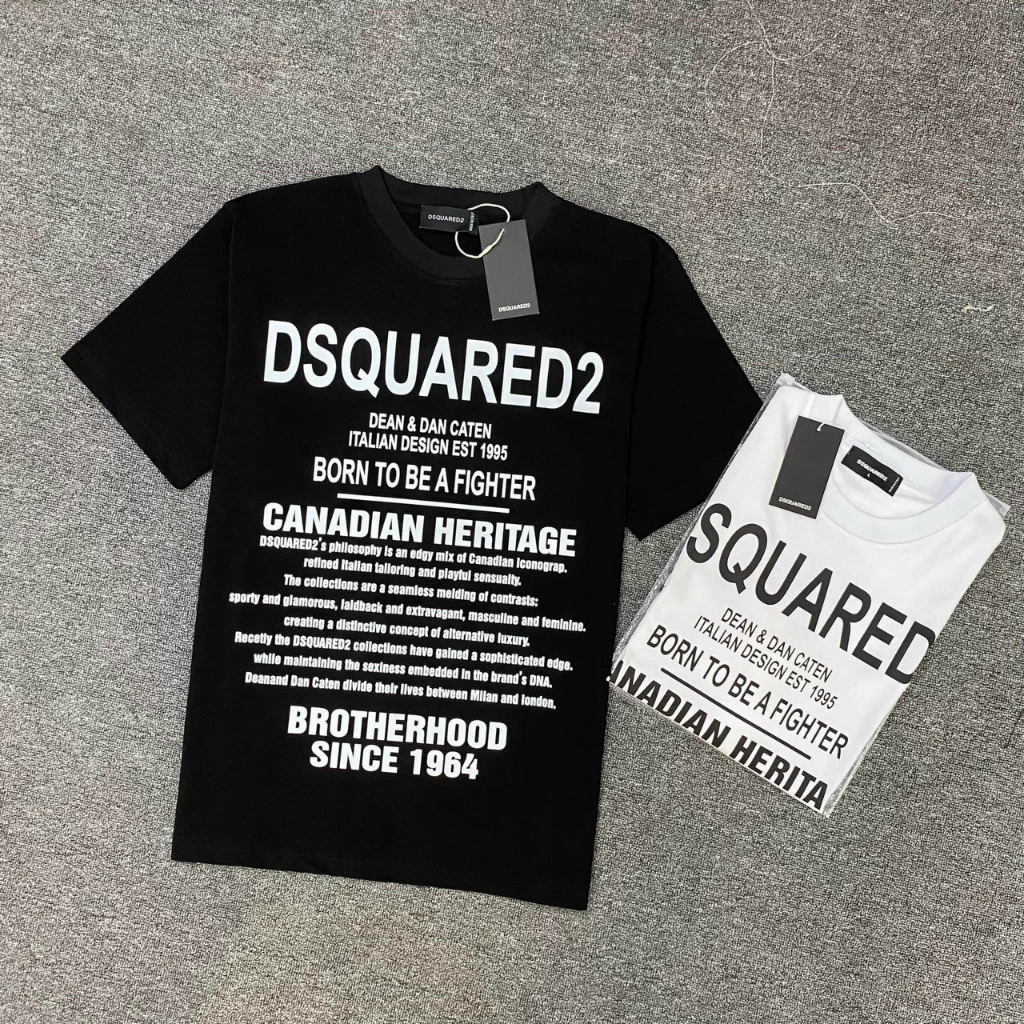 DSQUARED2
DSQUARED2
DSQUARED2
DEAN & DAN CATEN
ITALIAN DESIGN EST 1995
BORN TO BE A FIGHTER
CANADIAN HERITAGE
DSQUARED2's philosophy is an edgy mix of Canadian iconograp,
refined Italian tailoring and playful sensualty,
The collections are a seamless melding of contrasts:
sporty and glamorous, laidback and extravagant, masculine and feminine.
creating a distinctive concept of alternative luxury.
Recetly the DSQUARED2 collections have gained a sophisticated edge.
while maintaining the sexiness embedded in the brand's DNA.
Deanand Dan Caten divide their lives between Milan and london.
BROTHERHOOD
SINCE 1964
DSQUARED2
L
DSQUARED2
SQUARED
DEAN & DAN CATEN
ITALIAN DESIGN EST 1995
BORN TO BE A FIGHTER
ANADIAN HERITA